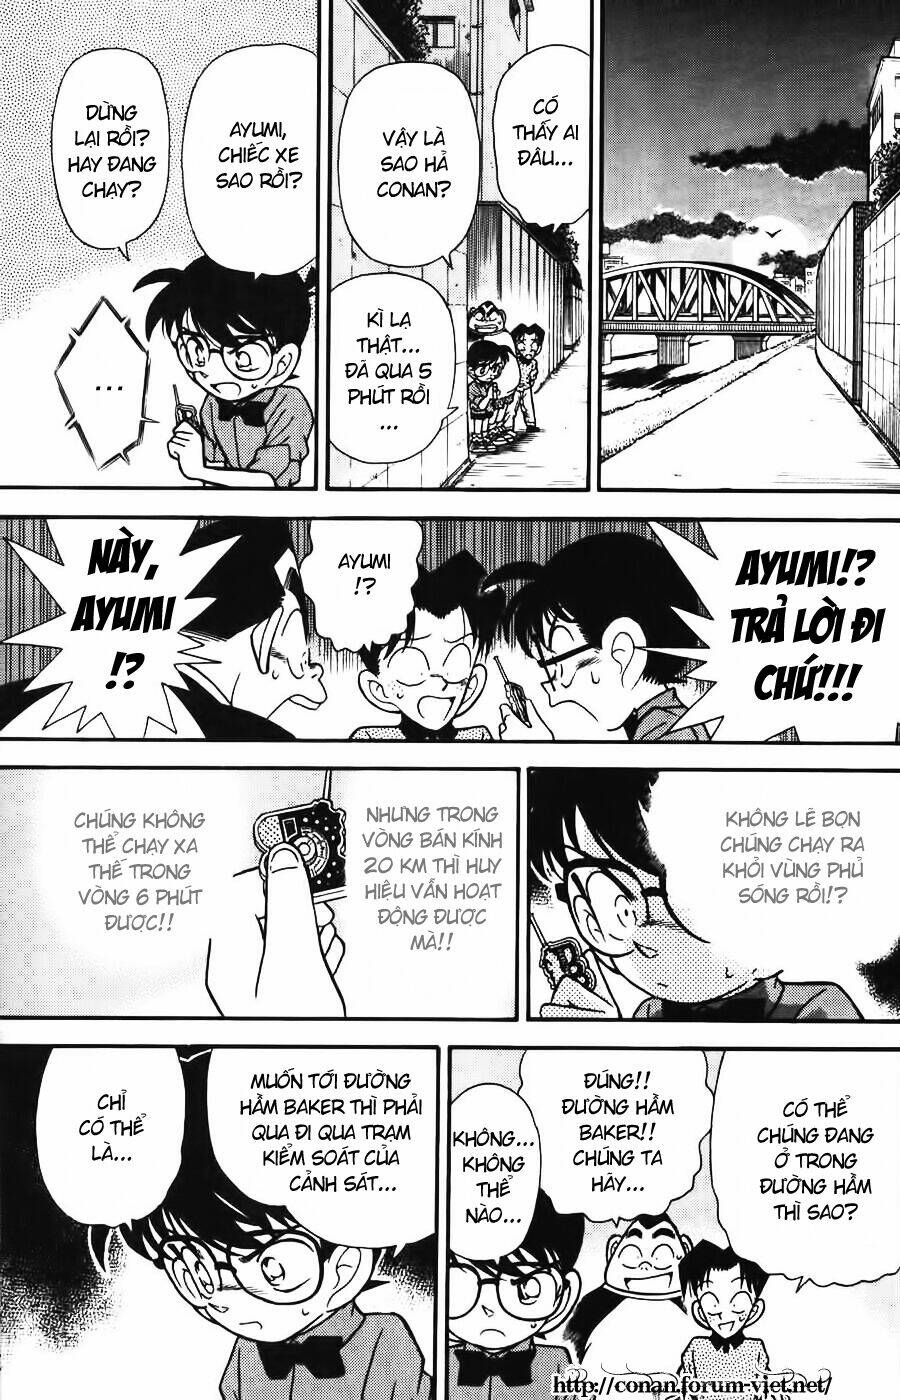 CÓ
THẤY AI
ĐÂU...
VẬY LÀ
SAO HẢ
CONAN?
KÌ LẠ
THẬT...
ĐÃ QUA 5
PHÚT RỒI
...
AYUMI,
CHIẾC XE
SAO RỒI?
DỪNG
LẠI RỒI?
HAY ĐANG
CHẠY?
...
AYUMI!?
TRẢ LỜI ĐI
CHỨ!!!
AYUMI
!?
NÀY,
AYUMI
!?
KHÔNG LẼ BỌN
CHÚNG CHẠY RA
KHỎI VÙNG PHỦ
SÓNG RỒI!?
NHƯNG TRONG
VÒNG BÁN KÍNH
20 KM THÌ HUY
HIỆU VẪN HOẠT
ĐỘNG ĐƯỢC
MÀ!!
CHÚNG KHÔNG
THỂ CHẠY XA
THẾ TRONG
VÒNG 6 PHÚT
ĐƯỢC!!
CÓ THỂ
CHÚNG ĐANG
Ở TRONG
ĐƯỜNG HẦM
THÌ SAO?
ĐÚNG!!
ĐƯỜNG HẦM
BAKER!!
CHÚNG TA
HÃY...
KHÔNG...
KHÔNG
THỂ
NÀO...
MUỐN TỚI ĐƯỜNG
HẦM BAKER THÌ PHẢI
QUA ĐI QUA TRẠM
KIỂM SOÁT CỦA
CẢNH SÁT...
CHỈ
CÓ THỂ
LÀ...
http://conan.forum-viet.net/